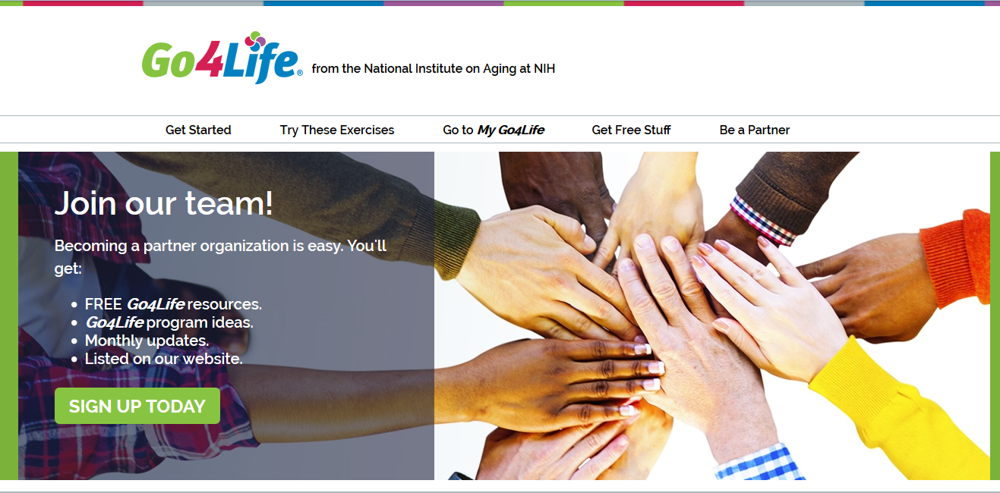 Go4Life® from the National Institute on Aging at NIH
Get Started Try These Exercises Go to My Go4Life Get Free Stuff Be a Partner
Join our team!
Becoming a partner organization is easy. You'll
get:
• FREE Go4Life resources.
• Go4Life program ideas.
• Monthly updates.
• Listed on our website.
SIGN UP TODAY